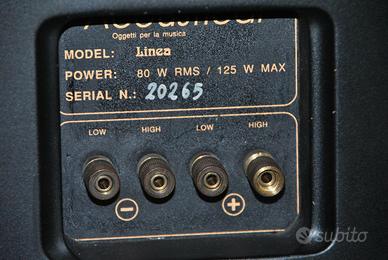 Oggetti per la musica
MODEL: Linea
POWER: 80 W RMS / 125 W MAX
SERIAL N.: 20265
LOW HIGH LOW HIGH
− +
subito